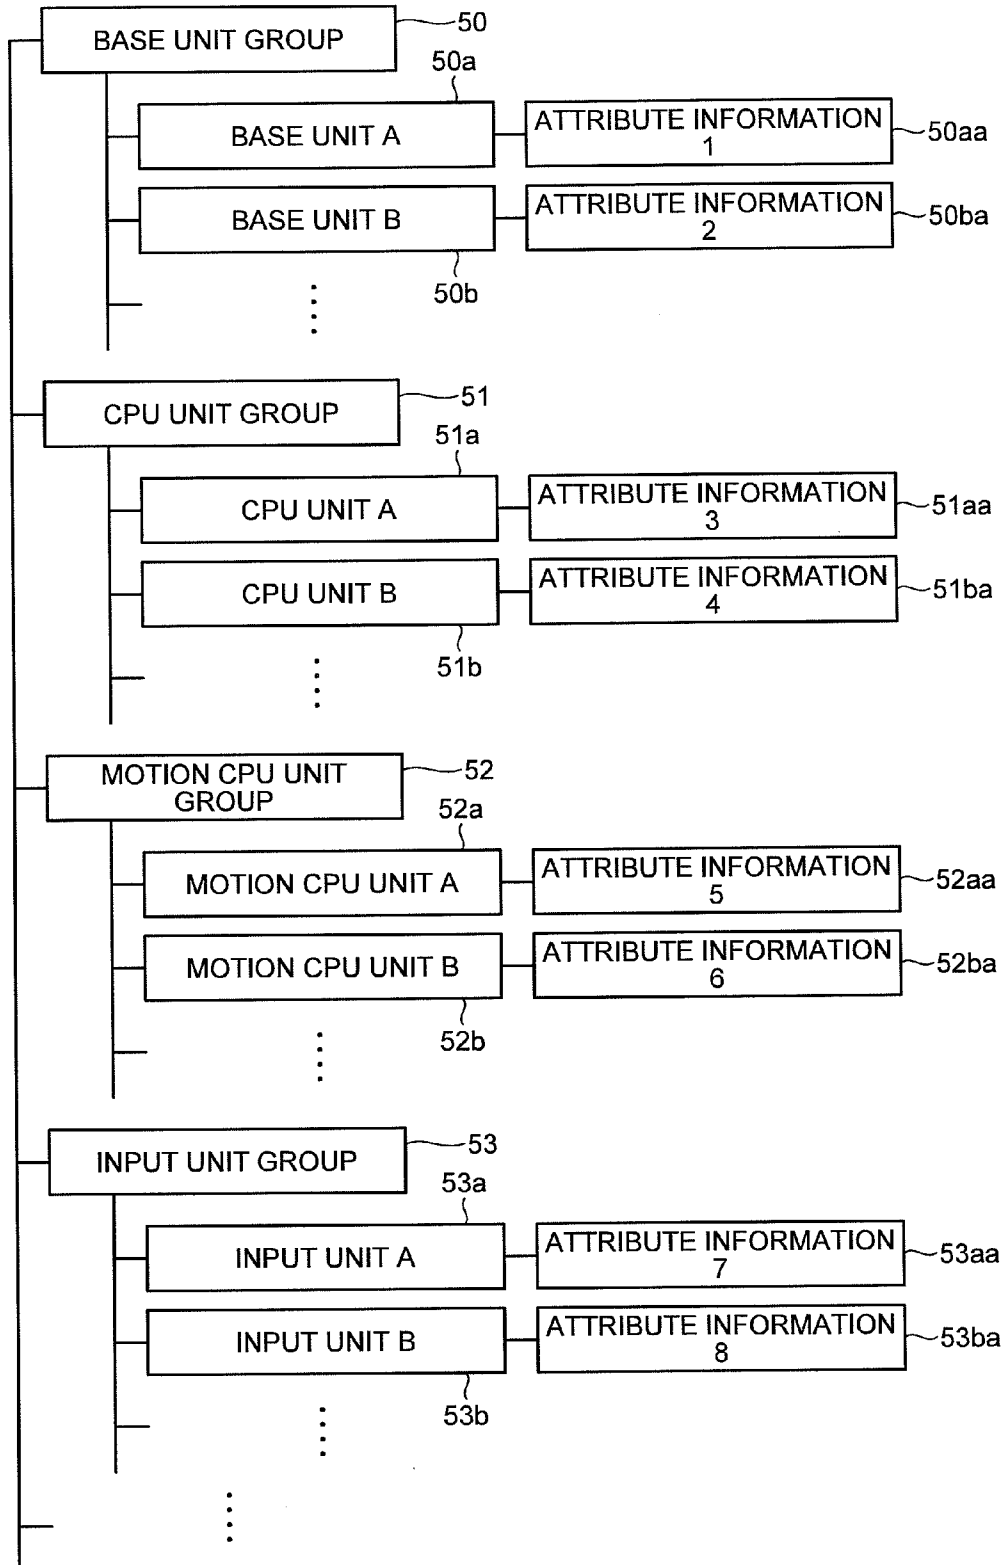 BASE UNIT GROUP
50
50a
BASE UNIT A
ATTRIBUTE INFORMATION
1
50aa
BASE UNIT B
ATTRIBUTE INFORMATION
2
50ba
50b
CPU UNIT GROUP
51
51a
CPU UNIT A
ATTRIBUTE INFORMATION
3
51aa
CPU UNIT B
ATTRIBUTE INFORMATION
4
51ba
51b
MOTION CPU UNIT
GROUP
52
52a
MOTION CPU UNIT A
ATTRIBUTE INFORMATION
5
52aa
MOTION CPU UNIT B
ATTRIBUTE INFORMATION
6
52ba
52b
INPUT UNIT GROUP
53
53a
INPUT UNIT A
ATTRIBUTE INFORMATION
7
53aa
INPUT UNIT B
ATTRIBUTE INFORMATION
8
53ba
53b